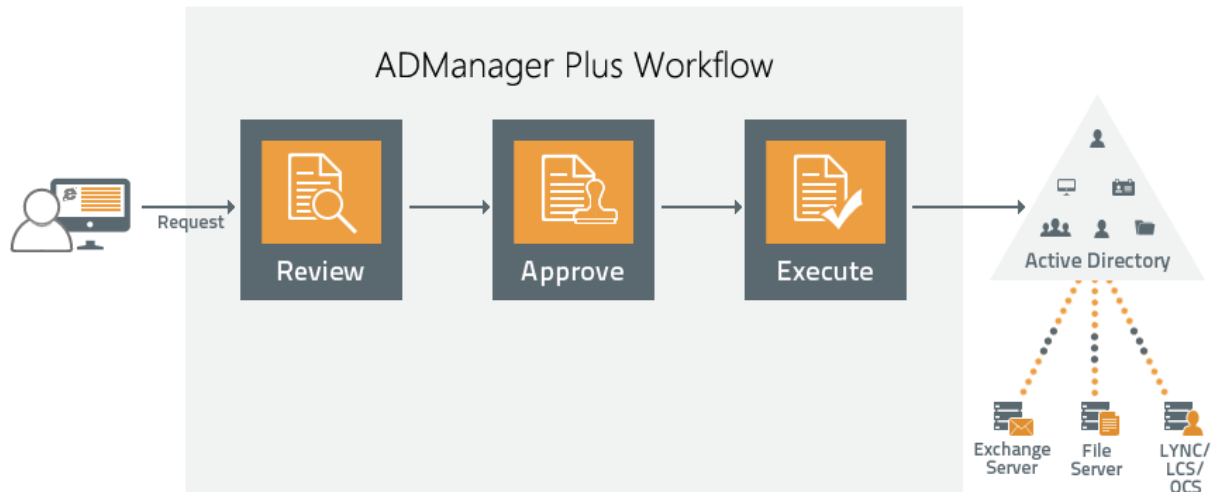 ADManager Plus Workflow
Request
Review
Approve
Execute
Active Directory
Exchange
Server
File
Server
LYNC/
LCS/
OCS